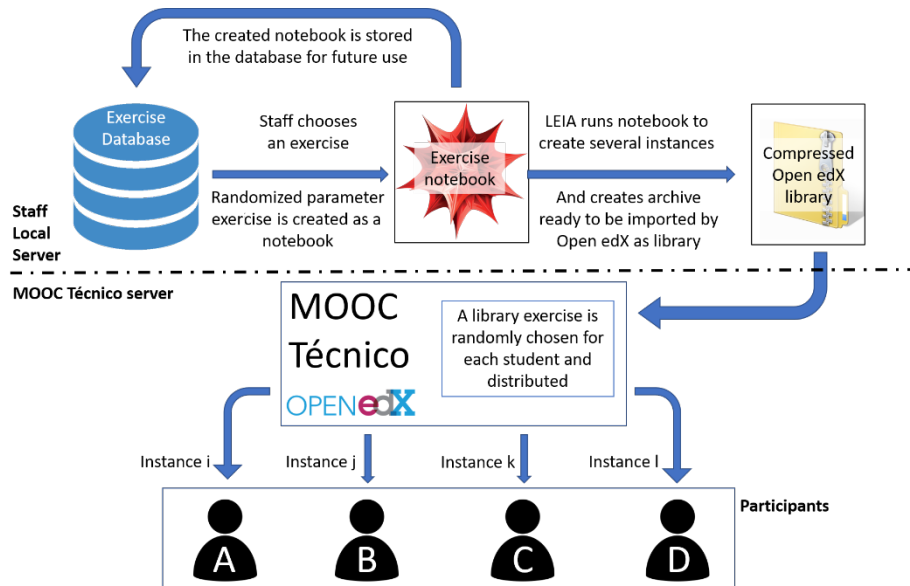 The created notebook is stored
in the database for future use
Exercise
Database
Staff chooses
an exercise
Randomized parameter
exercise is created as a
notebook
Exercise
notebook
LEIA runs notebook to
create several instances
And creates archive
ready to be imported by
Open edX as library
Compressed
Open edX
library
Staff
Local
Server
MOOC Técnico server
MOOC
Técnico
OPENedX
A library exercise is
randomly chosen for
each student and
distributed
Instance i
Instance j
Instance k
Instance l
Participants
A
B
C
D